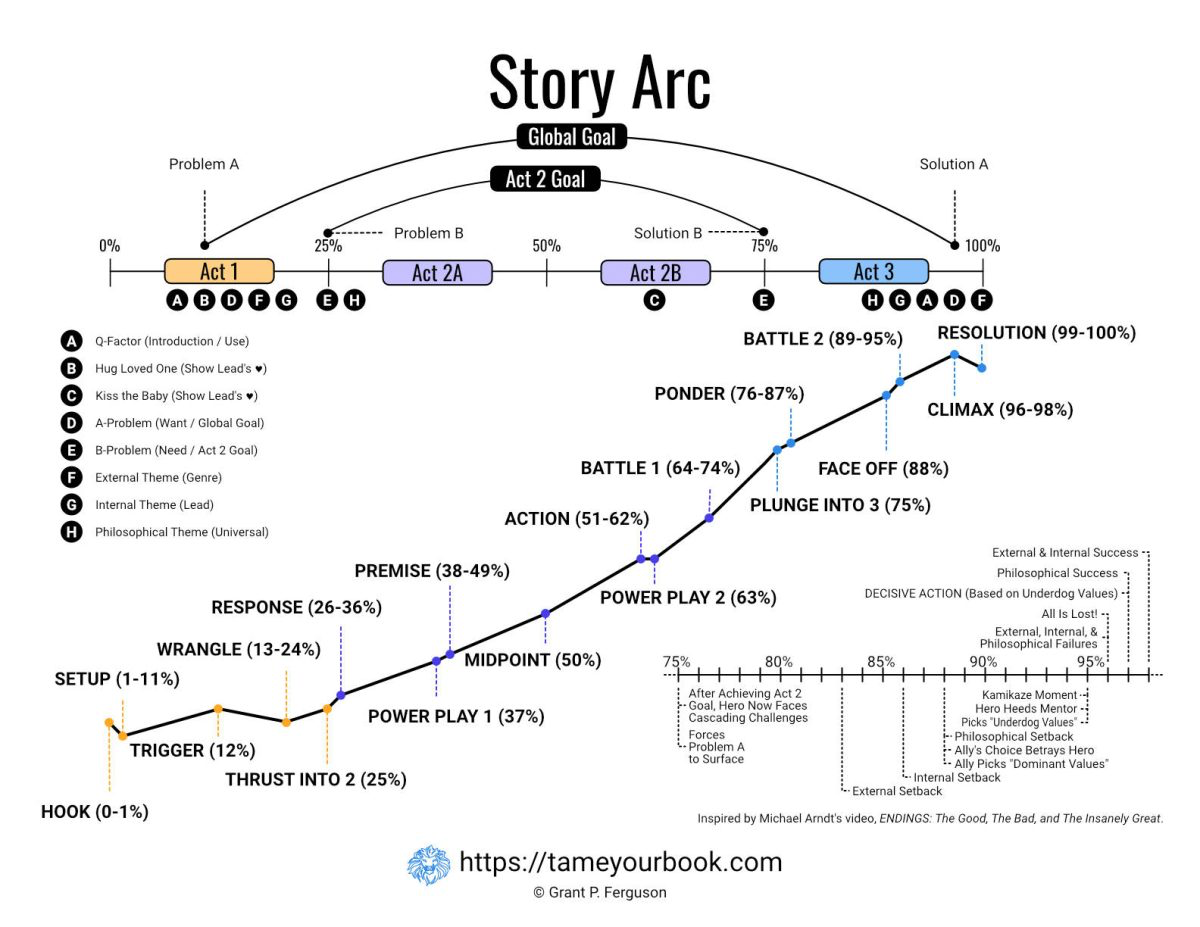 Story Arc
Global Goal
Problem A
Solution A
Act 2 Goal
Problem B
Solution B
0%
25%
50%
75%
100%
Act 1
Act 2A
Act 2B
Act 3
A B D F G E H C E H G A D F
A Q-Factor (Introduction / Use)
B Hug Loved One (Show Lead's ♥)
C Kiss the Baby (Show Lead's ♥)
D A-Problem (Want / Global Goal)
E B-Problem (Need / Act 2 Goal)
F External Theme (Genre)
G Internal Theme (Lead)
H Philosophical Theme (Universal)
RESOLUTION (99-100%)
BATTLE 2 (89-95%)
PONDER (76-87%)
CLIMAX (96-98%)
BATTLE 1 (64-74%)
FACE OFF (88%)
PLUNGE INTO 3 (75%)
ACTION (51-62%)
PREMISE (38-49%)
POWER PLAY 2 (63%)
RESPONSE (26-36%)
WRANGLE (13-24%)
MIDPOINT (50%)
SETUP (1-11%)
POWER PLAY 1 (37%)
TRIGGER (12%)
THRUST INTO 2 (25%)
HOOK (0-1%)
External & Internal Success
Philosophical Success
DECISIVE ACTION (Based on Underdog Values)
All Is Lost!
External, Internal, &
Philosophical Failures
75%
80%
85%
90%
95%
After Achieving Act 2
Goal, Hero Now Faces
Cascading Challenges
Forces
Problem A
to Surface
Kamikaze Moment
Hero Heeds Mentor
Picks "Underdog Values"
Philosophical Setback
Ally's Choice Betrays Hero
Ally Picks "Dominant Values"
Internal Setback
External Setback
Inspired by Michael Arndt's video, ENDINGS: The Good, The Bad, and The Insanely Great.
https://tameyourbook.com
© Grant P. Ferguson